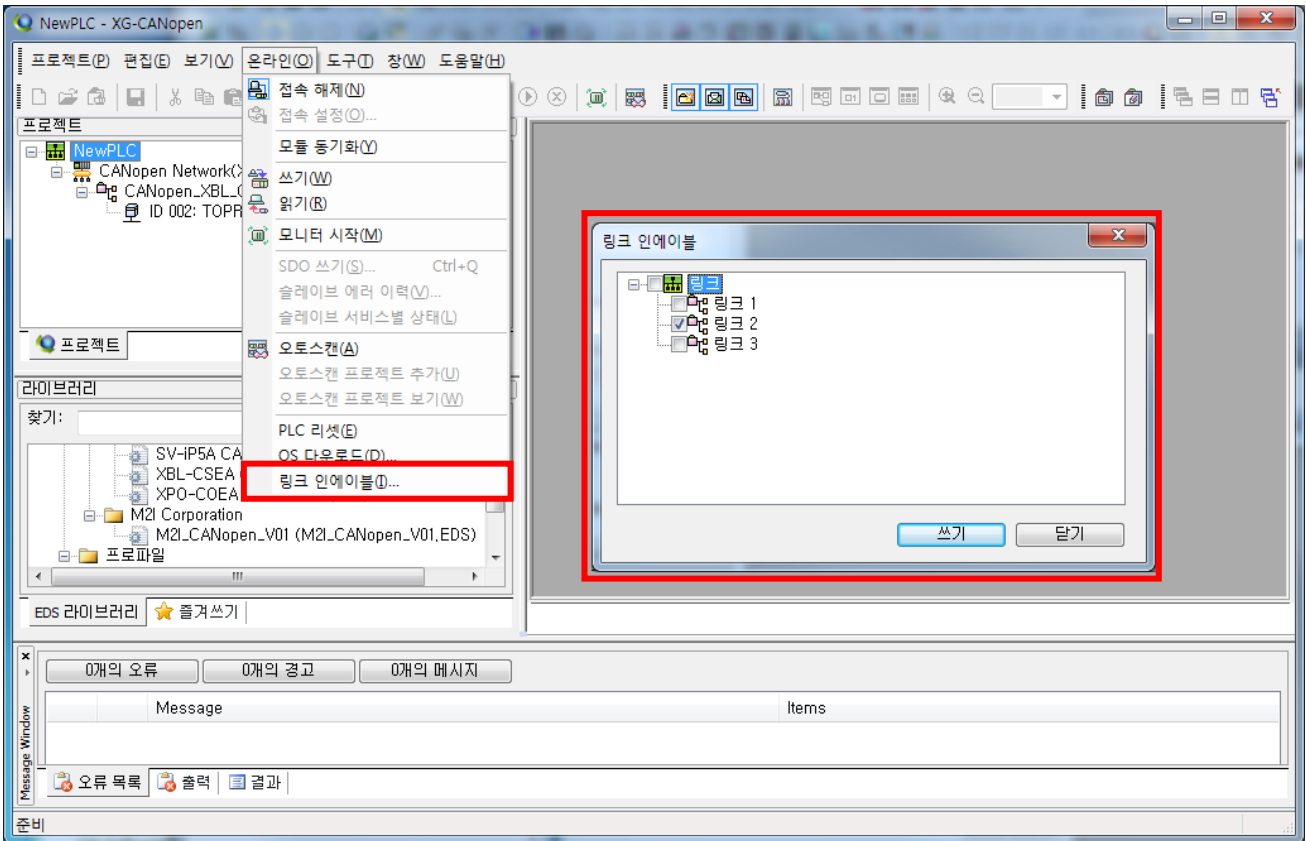 NewPLC - XG-CANopen
프로젝트(P) 편집(E) 보기(V) 온라인(O) 도구(T) 창(W) 도움말(H)
접속 해제(N)
접속 설정(O)...
모듈 동기화(Y)
쓰기(W)
읽기(R)
모니터 시작(M)
SDO 쓰기(S)... Ctrl+Q
슬레이브 에러 이력(V)...
슬레이브 서비스별 상태(L)
오토스캔(A)
오토스캔 프로젝트 추가(U)
오토스캔 프로젝트 보기(W)
PLC 리셋(E)
OS 다운로드(D)...
링크 인에이블(I)...
프로젝트
NewPLC
CANopen Network(
CANopen_XBL_
ID 002: TOPR
프로젝트
라이브러리
찾기:
SV-iP5A CA
XBL-CSEA
XPO-COEA
M2I Corporation
M2I_CANopen_V01 (M2I_CANopen_V01,EDS)
프로파일
EDS 라이브러리 즐겨쓰기
링크 인에이블
링크
링크 1
링크 2
링크 3
쓰기 닫기
0개의 오류 0개의 경고 0개의 메시지
Message Items
Message Window
오류 목록 출력 결과
준비